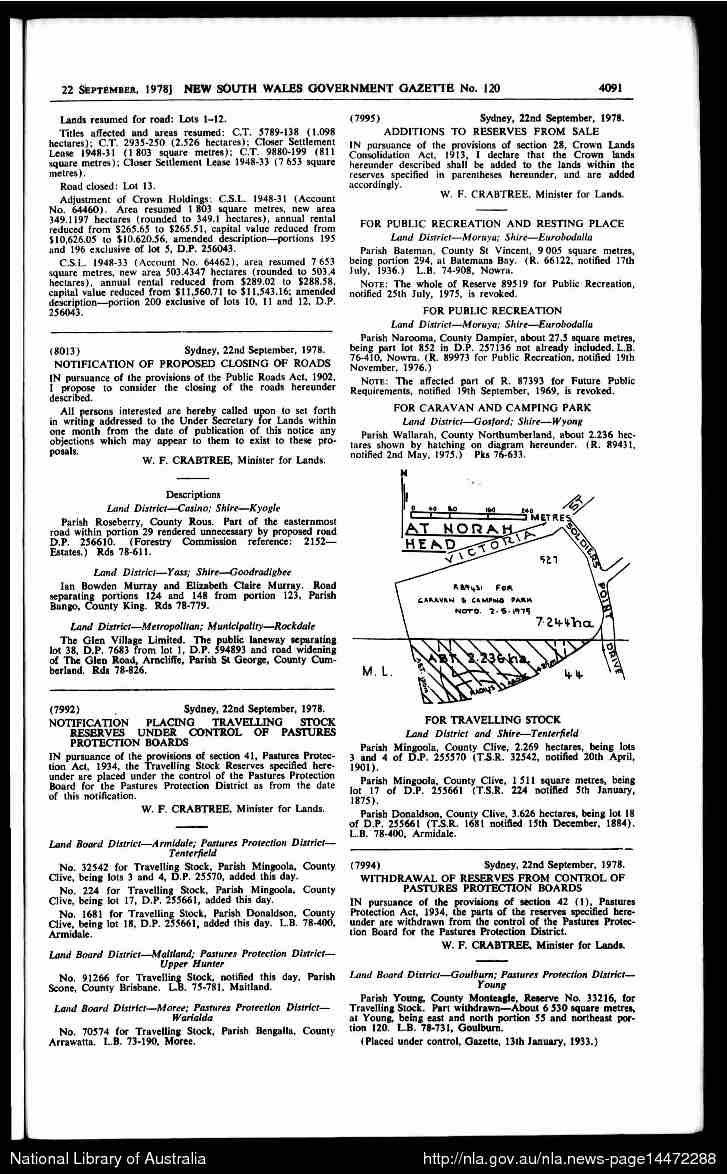 22 SEPTEMBER, 1978] NEW SOUTH WALES GOVERNMENT GAZETTE No. 120 4091
Lands resumed for road: Lots 1–12.
Titles affected and areas resumed: C.T. 5789-138 (1.098
hectares); C.T. 2935-250 (2.526 hectares); Closer Settlement
Lease 1948-31 (1 803 square metres); C.T. 9880-199 (811
square metres); Closer Settlement Lease 1948-33 (7 653 square
metres).
Road closed: Lot 13.
Adjustment of Crown Holdings: C.S.L. 1948-31 (Account
No. 64460). Area resumed 1 803 square metres, new area
349.1197 hectares (rounded to 349.1 hectares), annual rental
reduced from $265.65 to $265.51, capital value reduced from
$10,626.05 to $10.620.56, amended description—portions 195
and 196 exclusive of lot 5, D.P. 256043.
C.S.L. 1948-33 (Account No. 64462), area resumed 7 653
square metres, new area 503.4347 hectares (rounded to 503.4
hectares), annual rental reduced from $289.02 to $288.58,
capital value reduced from $11,560.71 to $11,543.16; amended
description—portion 200 exclusive of lots 10, 11 and 12, D.P.
256043.
(8013) Sydney, 22nd September, 1978.
NOTIFICATION OF PROPOSED CLOSING OF ROADS
IN pursuance of the provisions of the Public Roads Act, 1902,
I propose to consider the closing of the roads hereunder
described.
All persons interested are hereby called upon to set forth
in writing addressed to the Under Secretary for Lands within
one month from the date of publication of this notice any
objections which may appear to them to exist to these pro-
posals.
W. F. CRABTREE, Minister for Lands.
Descriptions
Land District—Casino; Shire—Kyogle
Parish Roseberry, County Rous. Part of the easternmost
road within portion 29 rendered unnecessary by proposed road
D.P. 256610. (Forestry Commission reference: 2152—
Estates.) Rds 78-611.
Land District—Yass; Shire—Goodradigbee
Ian Bowden Murray and Elizabeth Claire Murray. Road
separating portions 124 and 148 from portion 123, Parish
Bango, County King. Rds 78-779.
Land District—Metropolitan; Municipality—Rockdale
The Glen Village Limited. The public laneway separating
lot 38, D.P. 7683 from lot 1, D.P. 594893 and road widening
of The Glen Road, Arncliffe, Parish St George, County Cum-
berland. Rds 78-826.
(7992) Sydney, 22nd September, 1978.
NOTIFICATION PLACING TRAVELLING STOCK
RESERVES UNDER CONTROL OF PASTURES
PROTECTION BOARDS
IN pursuance of the provisions of section 41, Pastures Protec-
tion Act, 1934, the Travelling Stock Reserves specified here-
under are placed under the control of the Pastures Protection
Board for the Pastures Protection District as from the date
of this notification.
W. F. CRABTREE, Minister for Lands.
Land Board District—Armidale; Pastures Protection District—
Tenterfield
No. 32542 for Travelling Stock, Parish Mingoola, County
Clive, being lots 3 and 4, D.P. 25570, added this day.
No. 224 for Travelling Stock, Parish Mingoola, County
Clive, being lot 17, D.P. 255661, added this day.
No. 1681 for Travelling Stock, Parish Donaldson, County
Clive, being lot 18, D.P. 255661, added this day. L.B. 78-400,
Armidale.
Land Board District—Maitland; Pastures Protection District—
Upper Hunter
No. 91266 for Travelling Stock, notified this day, Parish
Scone, County Brisbane. L.B. 75-781, Maitland.
Land Board District—Moree; Pastures Protection District—
Warialda
No. 70574 for Travelling Stock, Parish Bengalla, County
Arrawatta. L.B. 73-190, Moree.
(7995) Sydney, 22nd September, 1978.
ADDITIONS TO RESERVES FROM SALE
IN pursuance of the provisions of section 28, Crown Lands
Consolidation Act, 1913, I declare that the Crown lands
hereunder described shall be added to the lands within the
reserves specified in parentheses hereunder, and are added
accordingly.
W. F. CRABTREE, Minister for Lands.
FOR PUBLIC RECREATION AND RESTING PLACE
Land District—Moruya; Shire—Eurobodalla
Parish Bateman, County St Vincent, 9 005 square metres,
being portion 294, at Batemans Bay. (R. 66122, notified 17th
July, 1936.) L.B. 74-908, Nowra.
NOTE: The whole of Reserve 89519 for Public Recreation,
notified 25th July, 1975, is revoked.
FOR PUBLIC RECREATION
Land District—Moruya; Shire—Eurobodalla
Parish Narooma, County Dampier, about 27.5 square metres,
being part lot 852 in D.P. 257136 not already included. L.B.
76-410, Nowra. (R. 89973 for Public Recreation, notified 19th
November, 1976.)
NOTE: The affected part of R. 87393 for Future Public
Requirements, notified 19th September, 1969, is revoked.
FOR CARAVAN AND CAMPING PARK
Land District—Gosford; Shire—Wyong
Parish Wallarah, County Northumberland, about 2.236 hec-
tares shown by hatching on diagram hereunder. (R. 89431,
notified 2nd May, 1975.) Pks 76-633.
N
0 40 80 160 240
METRES
AT NORAH
HEAD
VICTORIA ST
SOLDIERS POINT DRIVE
527
R89431 FOR
CARAVAN & CAMPING PARK
NOTD. 2·5·1975
7·244ha
ABT. 2·236ha.
M.L.
44
FOR TRAVELLING STOCK
Land District and Shire—Tenterfield
Parish Mingoola, County Clive, 2.269 hectares, being lots
3 and 4 of D.P. 255570 (T.S.R. 32542, notified 20th April,
1901).
Parish Mingoola, County Clive, 1 511 square metres, being
lot 17 of D.P. 255661 (T.S.R. 224 notified 5th January,
1875).
Parish Donaldson, County Clive, 3.626 hectares, being lot 18
of D.P. 255661 (T.S.R. 1681 notified 15th December, 1884).
L.B. 78-400, Armidale.
(7994) Sydney, 22nd September, 1978.
WITHDRAWAL OF RESERVES FROM CONTROL OF
PASTURES PROTECTION BOARDS
IN pursuance of the provisions of section 42 (1), Pastures
Protection Act, 1934, the parts of the reserves specified here-
under are withdrawn from the control of the Pastures Protec-
tion Board for the Pastures Protection District.
W. F. CRABTREE, Minister for Lands.
Land Board District—Goulburn; Pastures Protection District—
Young
Parish Young, County Monteagle, Reserve No. 33216, for
Travelling Stock. Part withdrawn—About 6 530 square metres,
at Young, being east and north portion 55 and northeast por-
tion 120. L.B. 78-731, Goulburn.
(Placed under control, Gazette, 13th January, 1933.)
National Library of Australia http://nla.gov.au/nla.news-page14472288